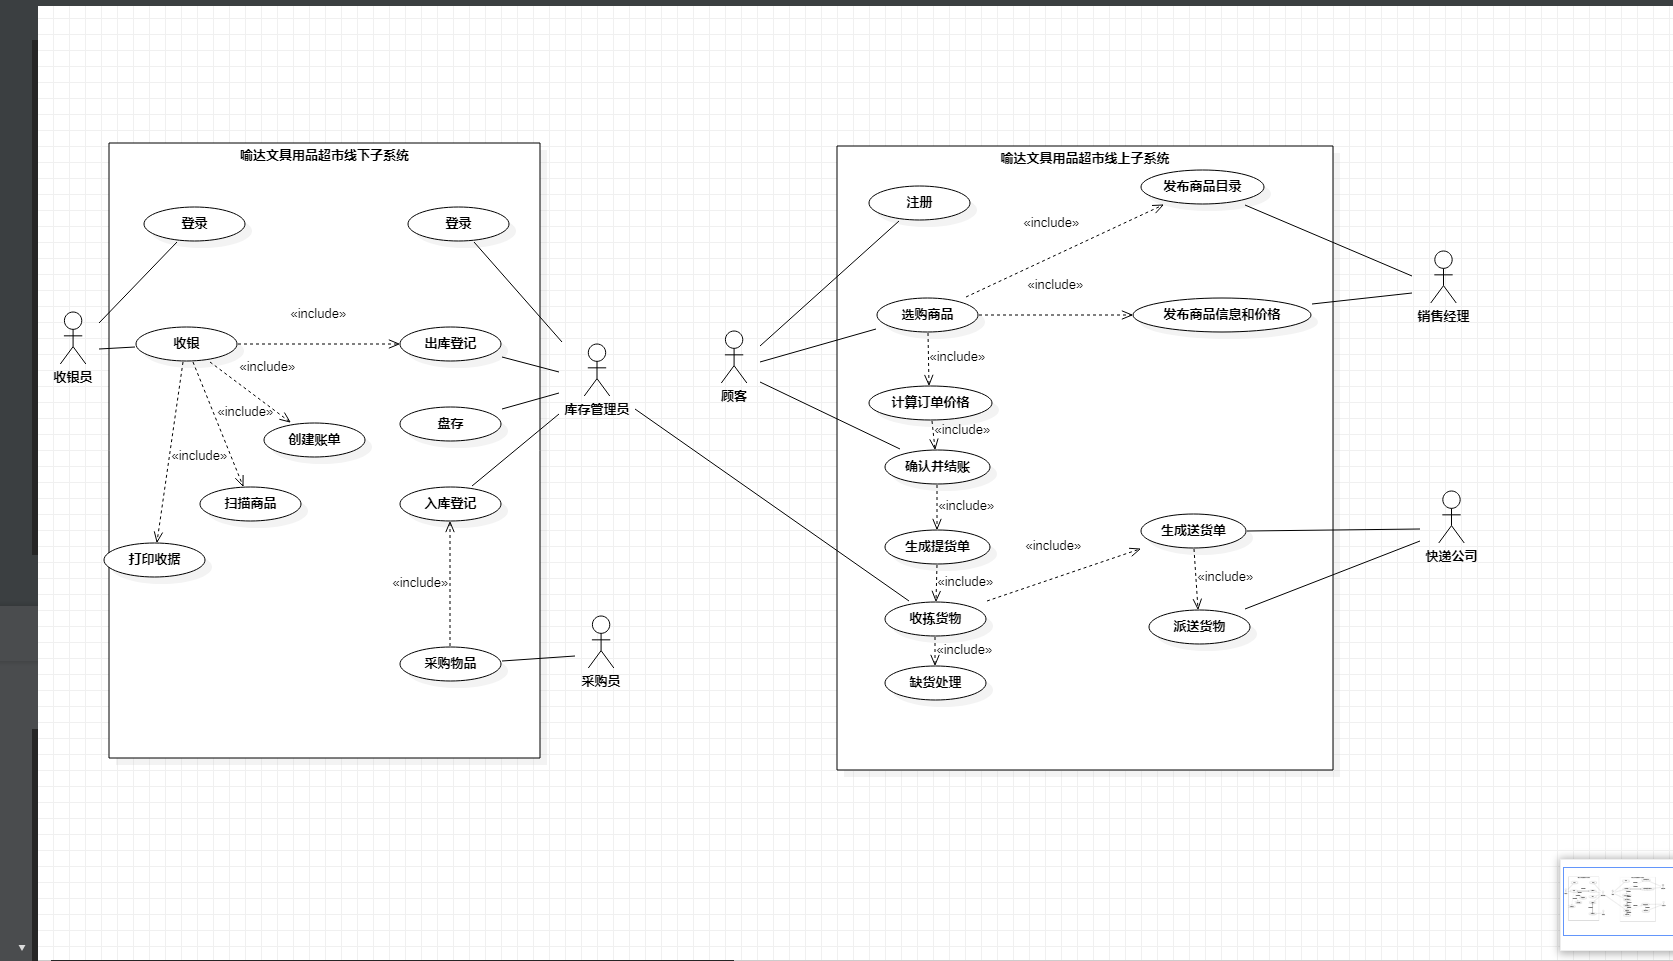 喻达文具用品超市线下子系统
登录
登录
«include»
收银
出库登记
«include»
收银员
«include»
库存管理员
盘存
创建账单
«include»
扫描商品
入库登记
打印收据
«include»
采购物品
采购员
喻达文具用品超市线上子系统
发布商品目录
注册
«include»
«include»
选购商品
发布商品信息和价格
销售经理
«include»
顾客
计算订单价格
«include»
确认并结账
«include»
生成送货单
生成提货单
«include»
快递公司
«include»
«include»
收拣货物
派送货物
«include»
缺货处理